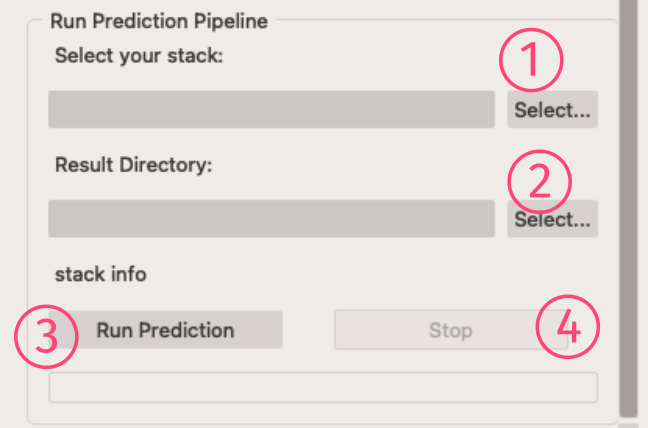 Run Prediction Pipeline
Select your stack:
1
Select...
Result Directory:
2
Select...
stack info
3 Run Prediction Stop 4